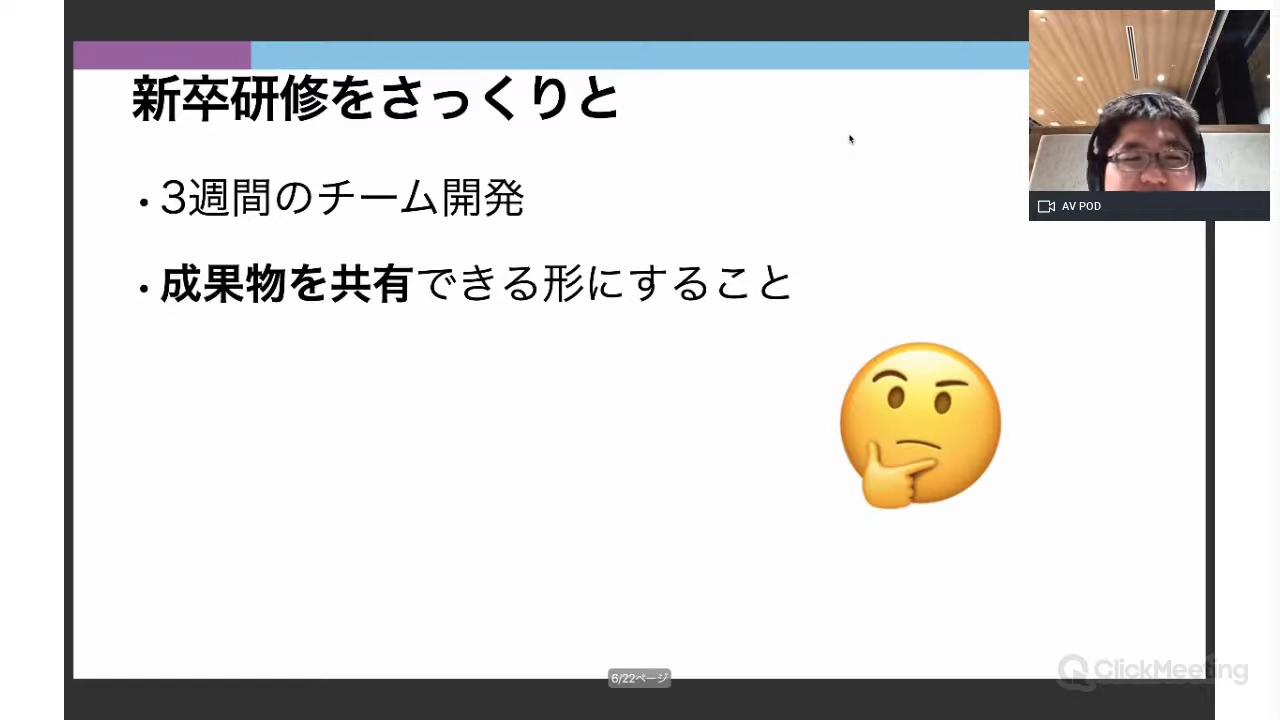 新卒研修をさっくりと
・3週間のチーム開発
・成果物を共有できる形にすること
AV POD
6/22ページ
ClickMeeting